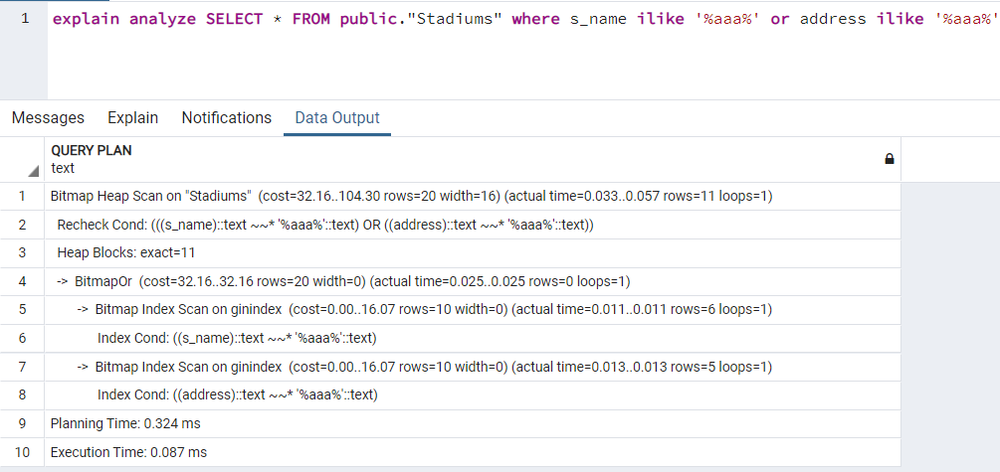 1 explain analyze SELECT * FROM public."Stadiums" where s_name ilike '%aaa%' or address ilike '%aaa%'
Messages Explain Notifications Data Output
QUERY PLAN
text
1 Bitmap Heap Scan on "Stadiums" (cost=32.16..104.30 rows=20 width=16) (actual time=0.033..0.057 rows=11 loops=1)
2 Recheck Cond: (((s_name)::text ~~* '%aaa%'::text) OR ((address)::text ~~* '%aaa%'::text))
3 Heap Blocks: exact=11
4 -> BitmapOr (cost=32.16..32.16 rows=20 width=0) (actual time=0.025..0.025 rows=0 loops=1)
5 -> Bitmap Index Scan on ginindex (cost=0.00..16.07 rows=10 width=0) (actual time=0.011..0.011 rows=6 loops=1)
6 Index Cond: ((s_name)::text ~~* '%aaa%'::text)
7 -> Bitmap Index Scan on ginindex (cost=0.00..16.07 rows=10 width=0) (actual time=0.013..0.013 rows=5 loops=1)
8 Index Cond: ((address)::text ~~* '%aaa%'::text)
9 Planning Time: 0.324 ms
10 Execution Time: 0.087 ms